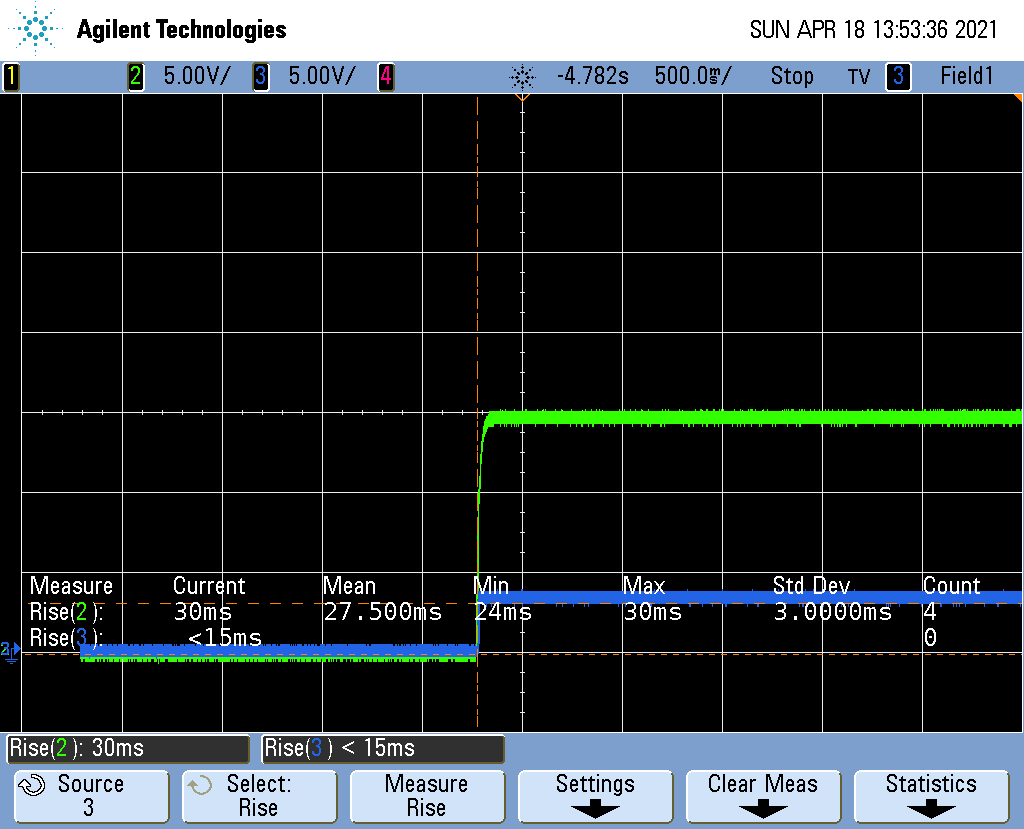 Agilent Technologies
SUN APR 18 13:53:36 2021
1 2 5.00V/ 3 5.00V/ 4 -4.782s 500.0ms/ Stop TV 3 Field1
Measure Current Mean Min Max Std Dev Count
Rise(2): 30ms 27.500ms 24ms 30ms 3.0000ms 4
Rise(3): <15ms 0
2
Rise(2): 30ms Rise(3) < 15ms
Source Select: Measure Settings Clear Meas Statistics
3 Rise Rise